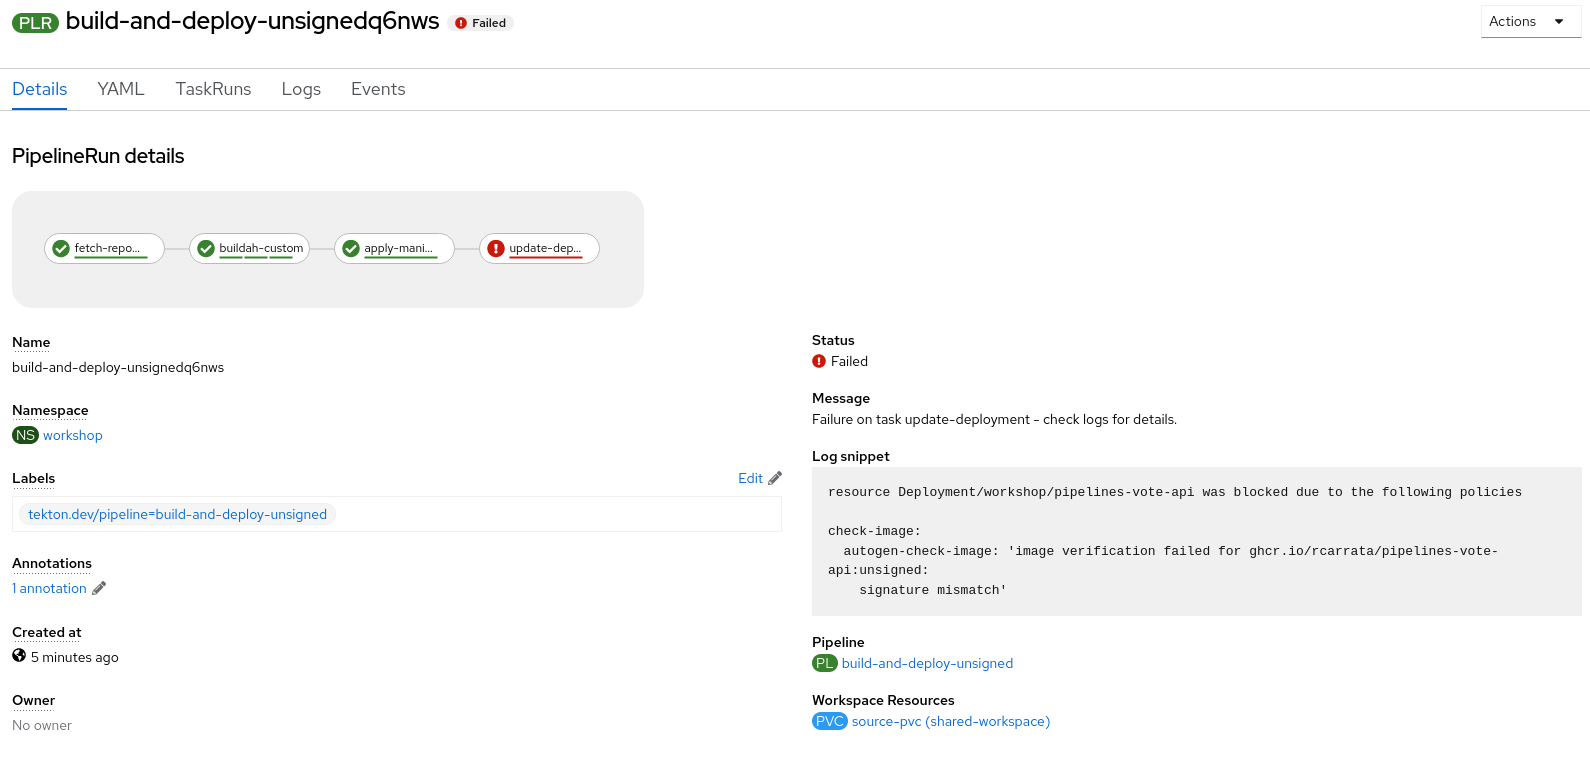 PLR build-and-deploy-unsignedq6nws Failed
Actions
Details YAML TaskRuns Logs Events
PipelineRun details
fetch-repo... buildah-custom apply-mani... update-dep...
Name
build-and-deploy-unsignedq6nws
Namespace
NS workshop
Labels Edit
tekton.dev/pipeline=build-and-deploy-unsigned
Annotations
1 annotation
Created at
5 minutes ago
Owner
No owner
Status
Failed
Message
Failure on task update-deployment - check logs for details.
Log snippet
resource Deployment/workshop/pipelines-vote-api was blocked due to the following policies
check-image:
autogen-check-image: 'image verification failed for ghcr.io/rcarrata/pipelines-vote-
api:unsigned:
signature mismatch'
Pipeline
PL build-and-deploy-unsigned
Workspace Resources
PVC source-pvc (shared-workspace)